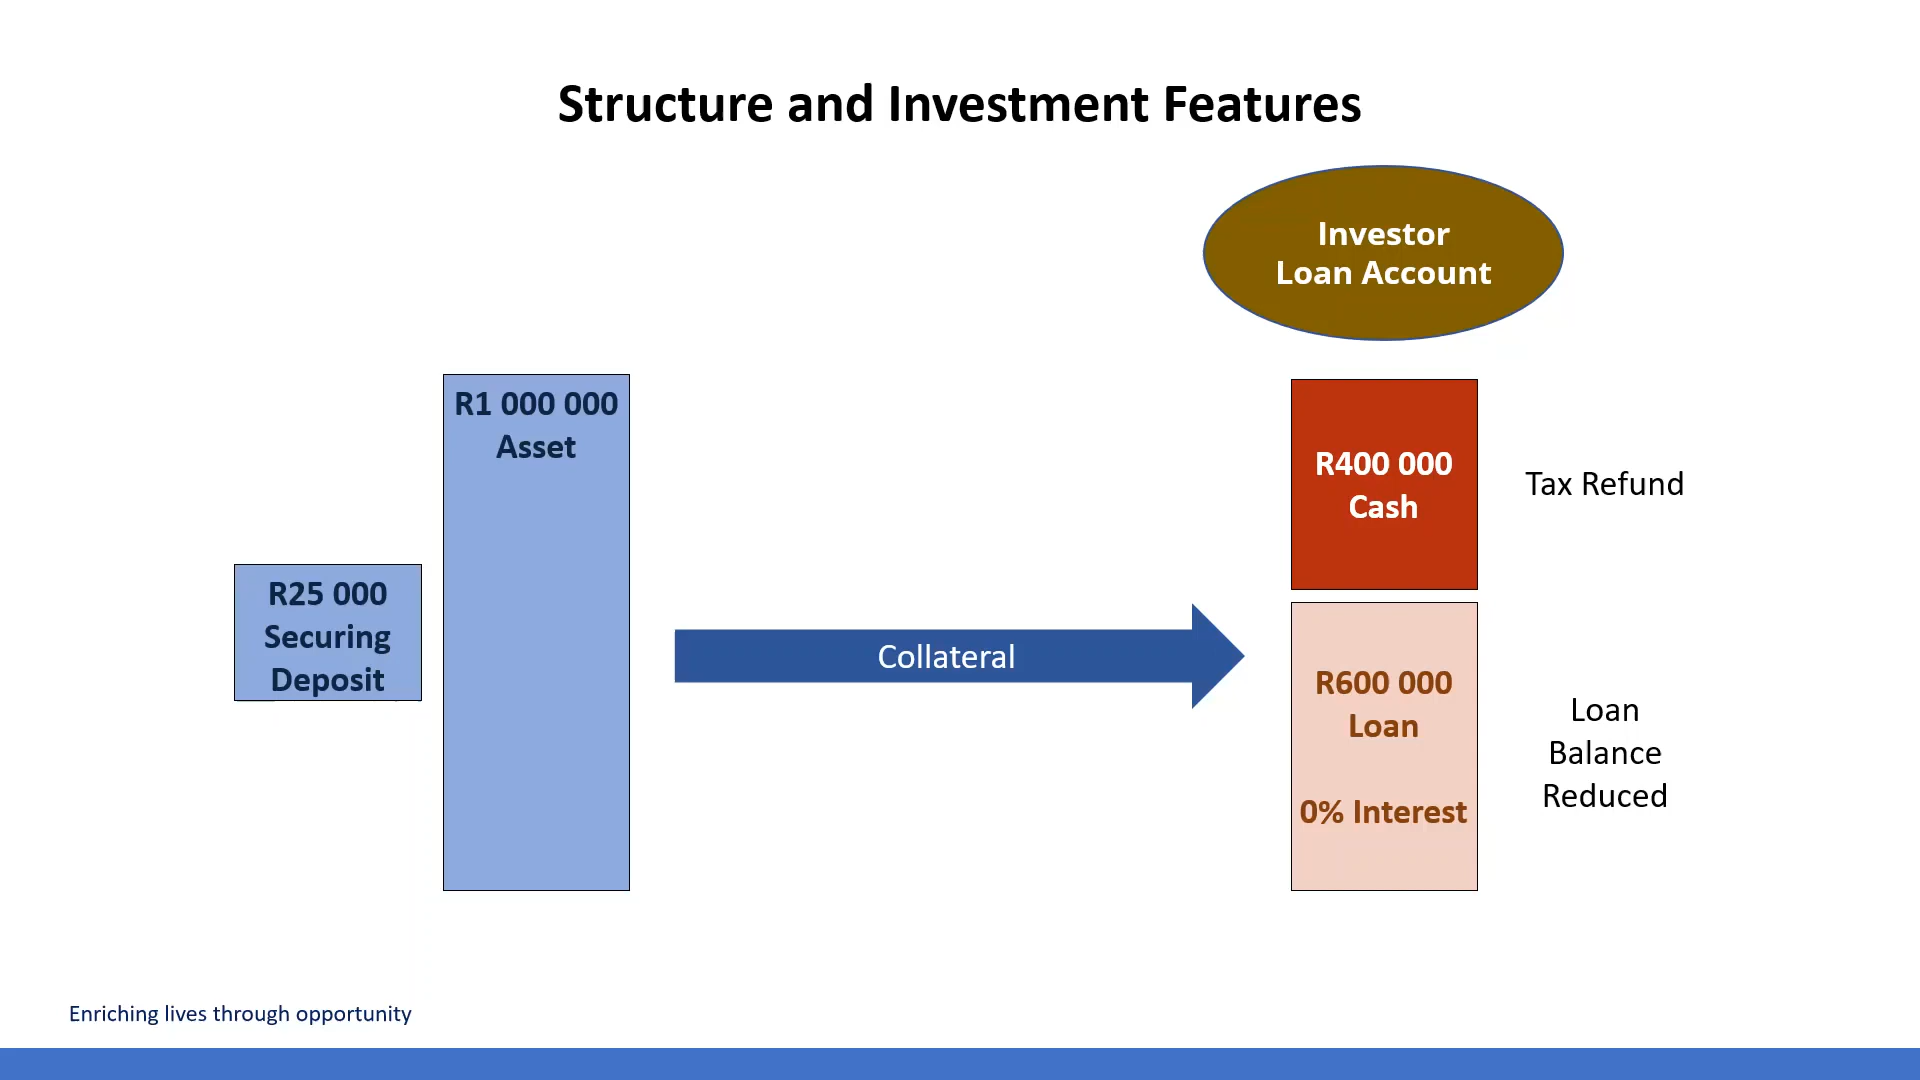 Structure and Investment Features
Investor
Loan Account
R1 000 000
Asset
R25 000
Securing
Deposit
Collateral
R400 000
Cash
Tax Refund
R600 000
Loan
0% Interest
Loan
Balance
Reduced
Enriching lives through opportunity